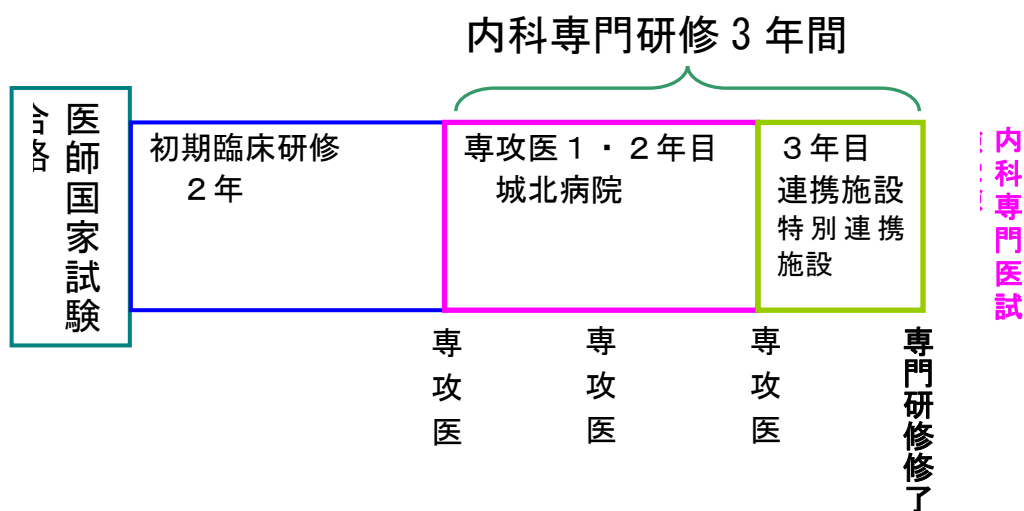 内科専門研修3年間
医師国家試験
初期臨床研修
2年
専攻医1・2年目
城北病院
3年目
連携施設
特別連携
施設
内科専門医試
専攻医
専攻医
専攻医
専門研修修了